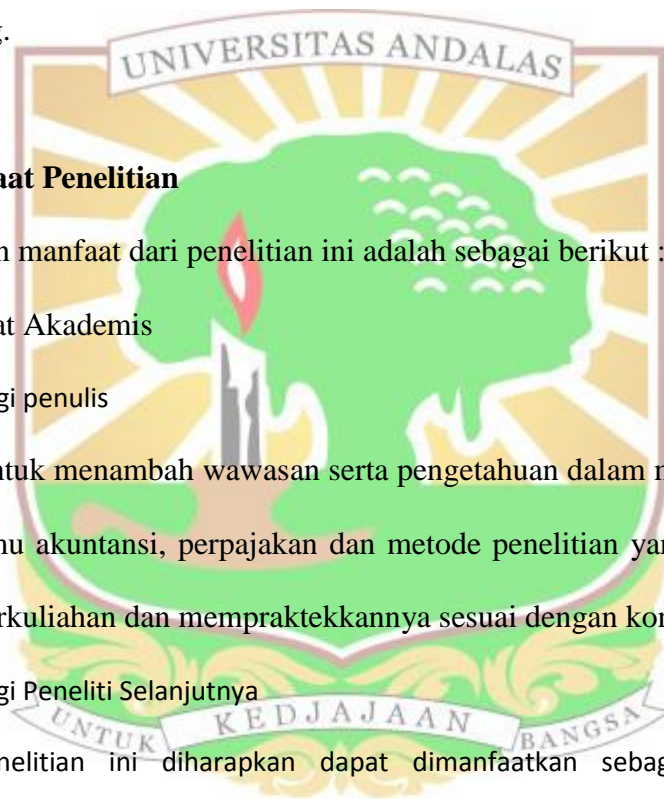 g.
UNIVERSITAS ANDALAS
aat Penelitian
n manfaat dari penelitian ini adalah sebagai berikut :
at Akademis
gi penulis
ntuk menambah wawasan serta pengetahuan dalam m
nu akuntansi, perpajakan dan metode penelitian yan
rkuliahan dan mempraktekkannya sesuai dengan kon
gi Peneliti Selanjutnya
UNTUK KEDJAJAAN BANGSA
nelitian ini diharapkan dapat dimanfaatkan sebag